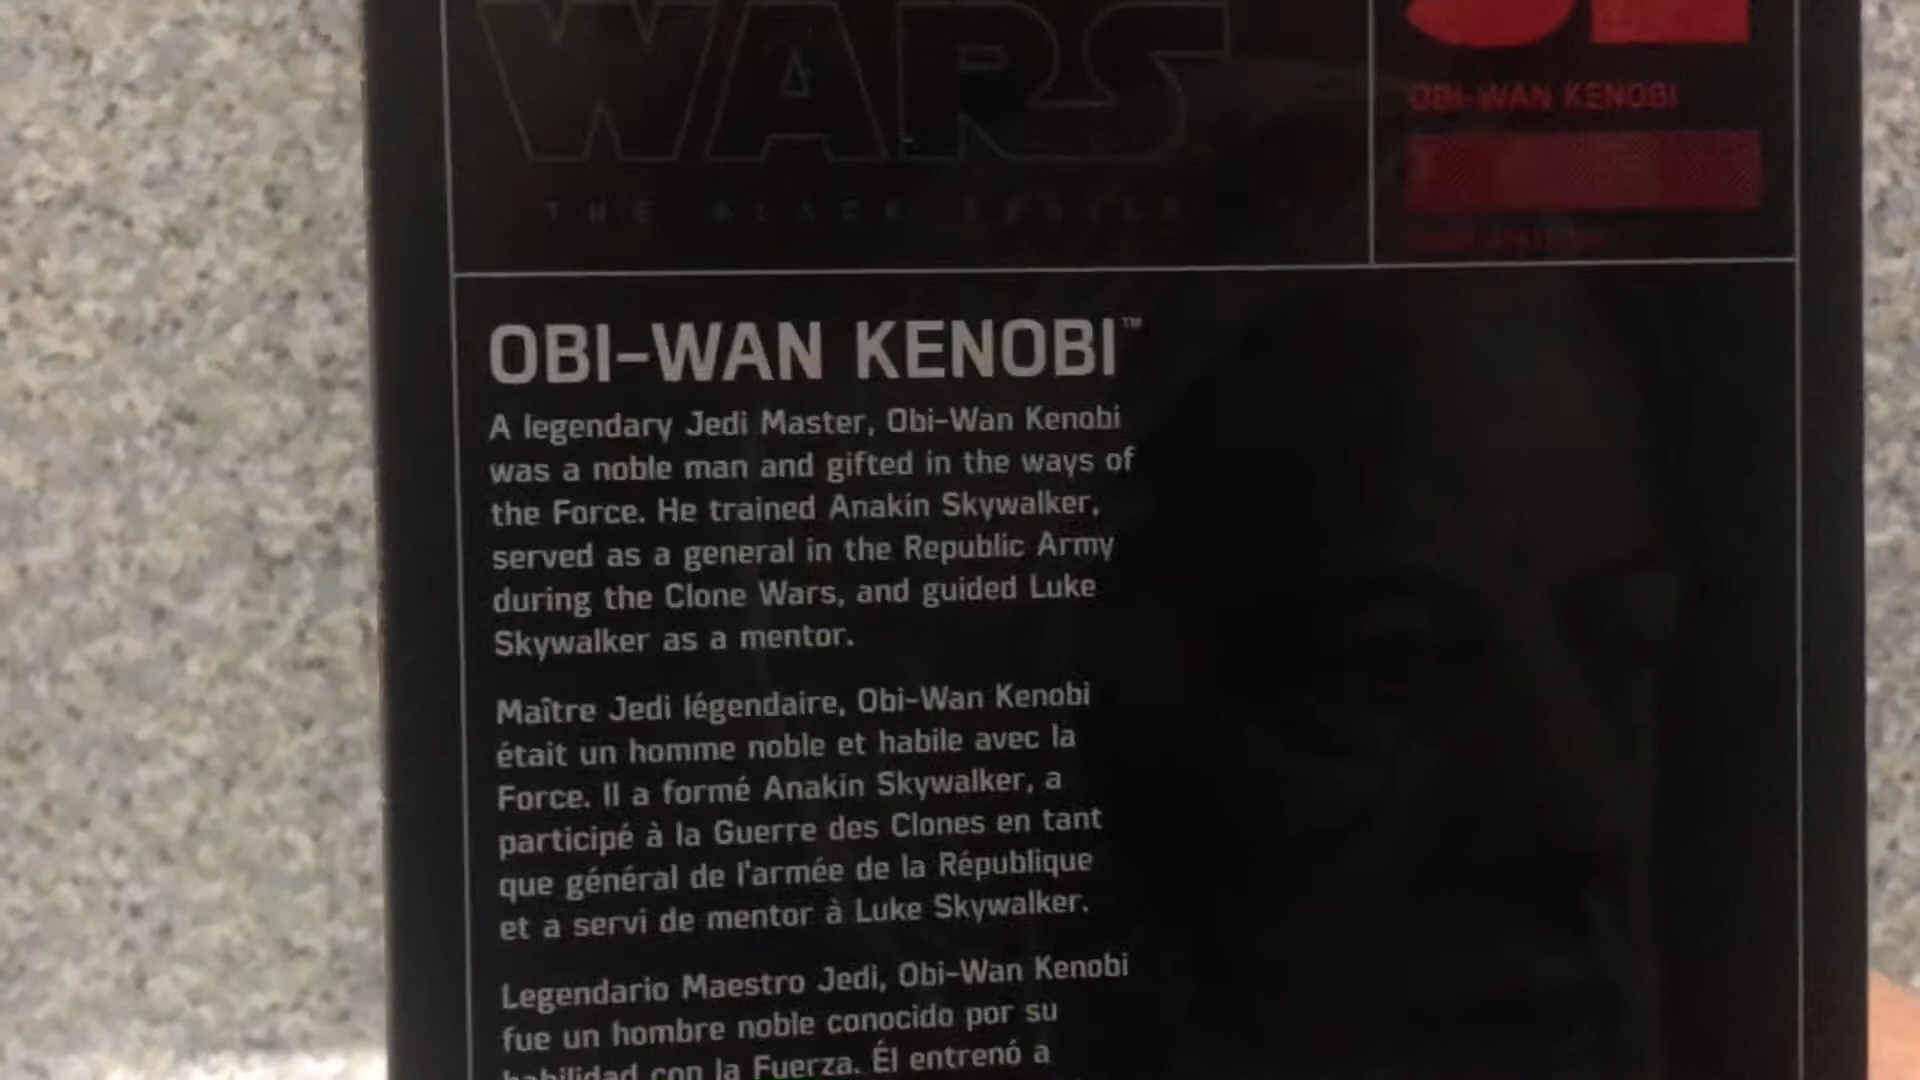 WARS
OBI-WAN KENOBI
THE BLACK SERIES
OBI-WAN KENOBI™
A legendary Jedi Master, Obi-Wan Kenobi
was a noble man and gifted in the ways of
the Force. He trained Anakin Skywalker,
served as a general in the Republic Army
during the Clone Wars, and guided Luke
Skywalker as a mentor.
Maître Jedi légendaire, Obi-Wan Kenobi
était un homme noble et habile avec la
Force. Il a formé Anakin Skywalker, a
participé à la Guerre des Clones en tant
que général de l'armée de la République
et a servi de mentor à Luke Skywalker.
Legendario Maestro Jedi, Obi-Wan Kenobi
fue un hombre noble conocido por su
habilidad con la Fuerza. Él entrenó a